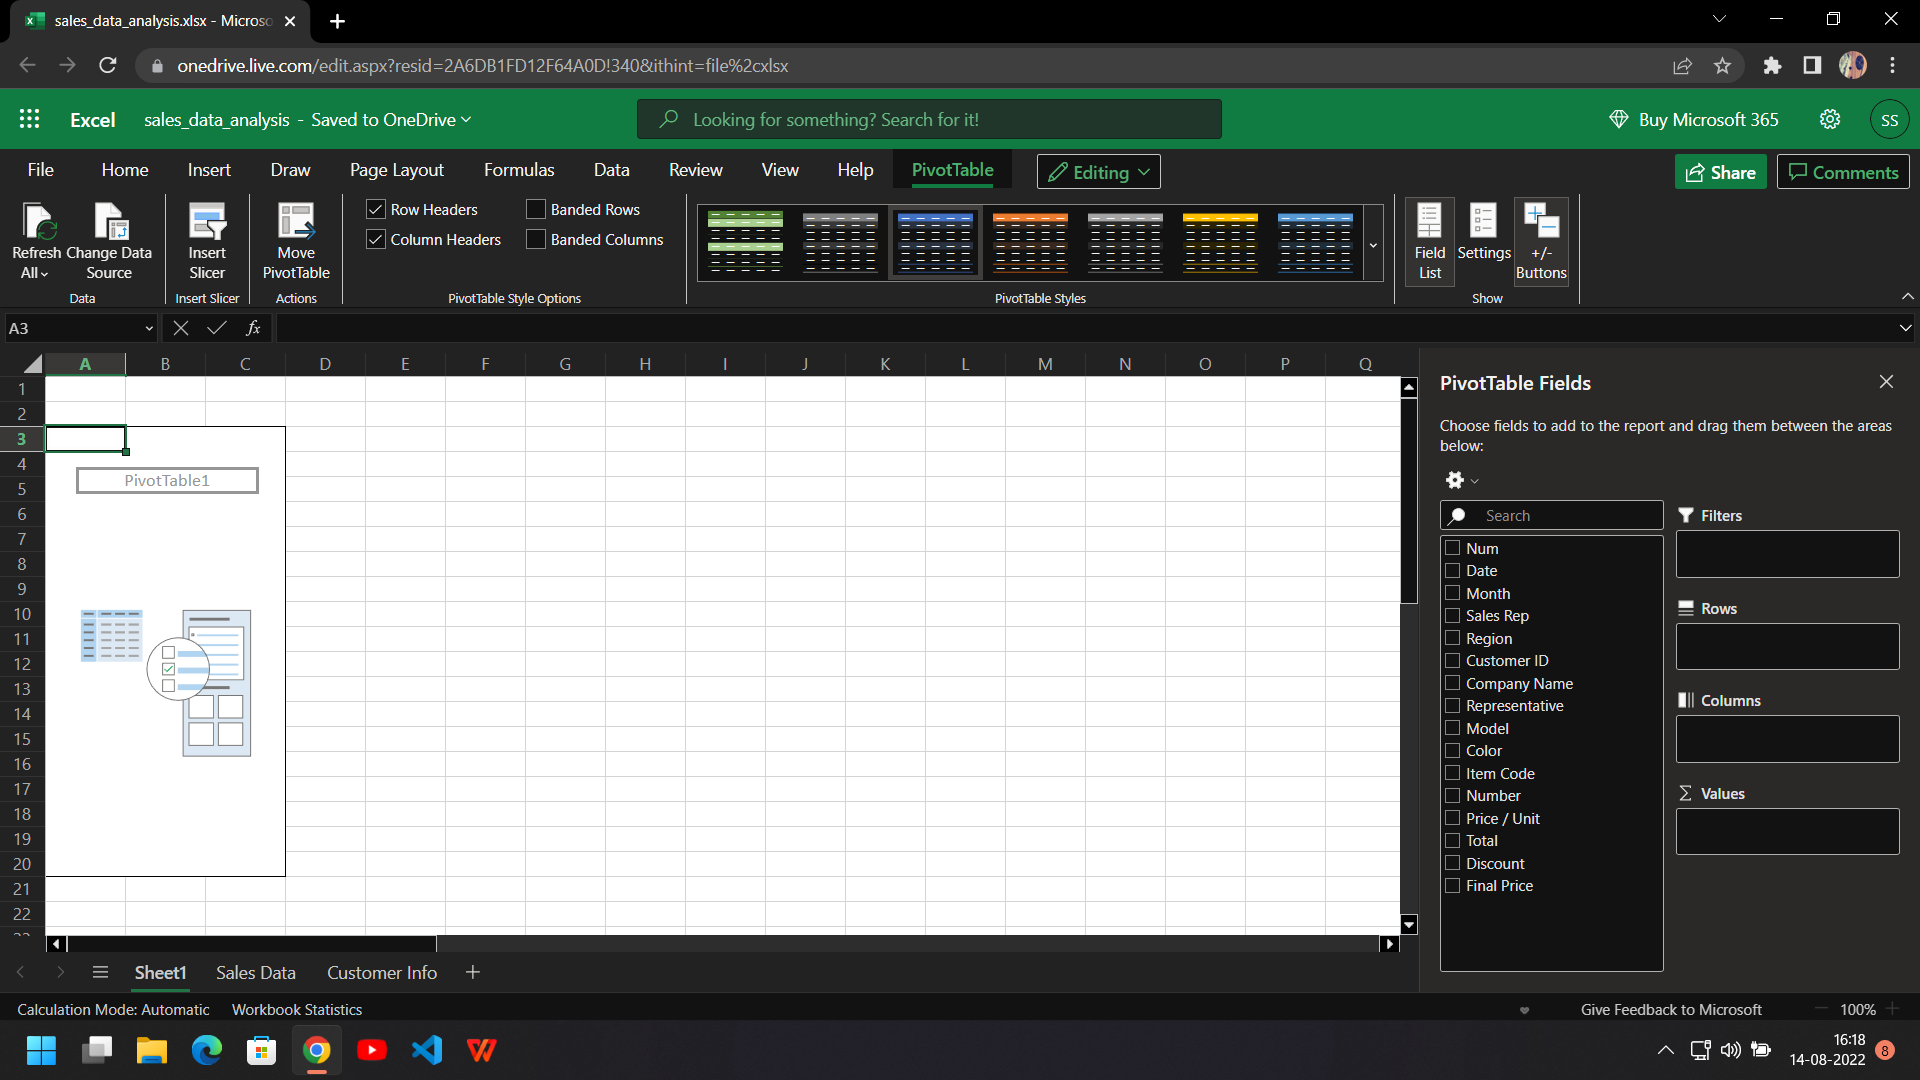 sales_data_analysis.xlsx - Microso
onedrive.live.com/edit.aspx?resid=2A6DB1FD12F64A0D!340&ithint=file%2cxlsx
Excel sales_data_analysis - Saved to OneDrive Looking for something? Search for it! Buy Microsoft 365 SS
File Home Insert Draw Page Layout Formulas Data Review View Help PivotTable Editing Share Comments
Refresh All
Change Data Source
Data
Insert Slicer
Insert Slicer
Move PivotTable
Actions
Row Headers Banded Rows
Column Headers Banded Columns
PivotTable Style Options
PivotTable Styles
Field List
Settings
+/- Buttons
Show
A3 fx
A B C D E F G H I J K L M N O P Q
1
2
3
4
5
6
7
8
9
10
11
12
13
14
15
16
17
18
19
20
21
22
PivotTable1
PivotTable Fields
Choose fields to add to the report and drag them between the areas
below:
Search
Num
Date
Month
Sales Rep
Region
Customer ID
Company Name
Representative
Model
Color
Item Code
Number
Price / Unit
Total
Discount
Final Price
Filters
Rows
Columns
Σ Values
Sheet1 Sales Data Customer Info
Calculation Mode: Automatic Workbook Statistics Give Feedback to Microsoft 100%
16:18
14-08-2022
8